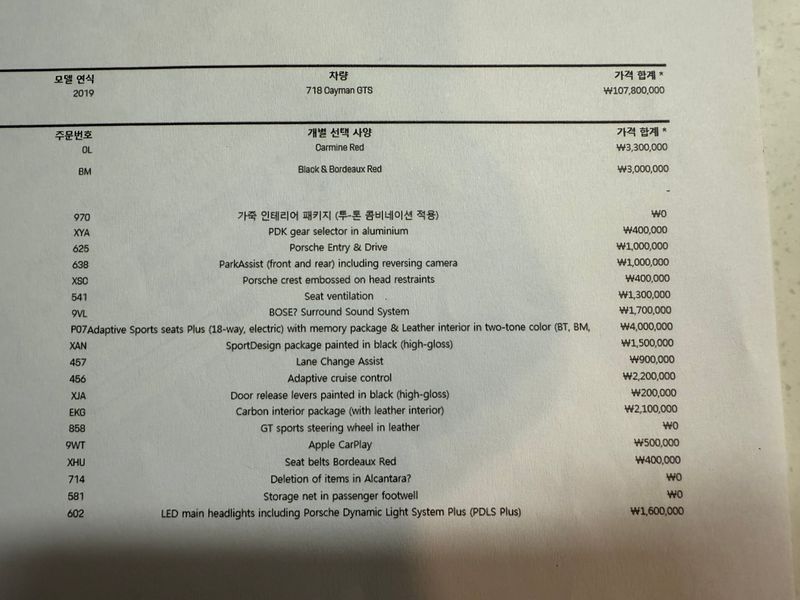 모델 연식 차량 가격 합계 *
2019 718 Cayman GTS ₩107,800,000
주문번호 개별 선택 사양 가격 합계 *
0L Carmine Red ₩3,300,000
BM Black & Bordeaux Red ₩3,000,000
-
970 가죽 인테리어 패키지 (투-톤 콤비네이션 적용) ₩0
XYA PDK gear selector in aluminium ₩400,000
625 Porsche Entry & Drive ₩1,000,000
638 ParkAssist (front and rear) including reversing camera ₩1,000,000
XSC Porsche crest embossed on head restraints ₩400,000
541 Seat ventilation ₩1,300,000
9VL BOSE? Surround Sound System ₩1,700,000
P07Adaptive Sports seats Plus (18-way, electric) with memory package & Leather interior in two-tone color (BT, BM, ₩4,000,000
XAN SportDesign package painted in black (high-gloss) ₩1,500,000
457 Lane Change Assist ₩900,000
456 Adaptive cruise control ₩2,200,000
XJA Door release levers painted in black (high-gloss) ₩200,000
EKG Carbon interior package (with leather interior) ₩2,100,000
858 GT sports steering wheel in leather ₩0
9WT Apple CarPlay ₩500,000
XHU Seat belts Bordeaux Red ₩400,000
714 Deletion of items in Alcantara? ₩0
581 Storage net in passenger footwell ₩0
602 LED main headlights including Porsche Dynamic Light System Plus (PDLS Plus) ₩1,600,000